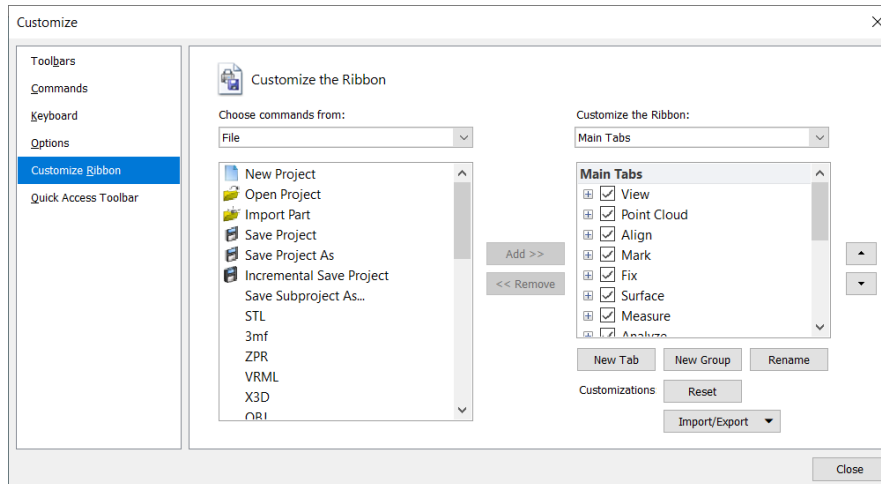 Customize
Toolbars
Commands
Keyboard
Options
Customize Ribbon
Quick Access Toolbar
Customize the Ribbon
Choose commands from:
File
New Project
Open Project
Import Part
Save Project
Save Project As
Incremental Save Project
Save Subproject As...
STL
3mf
ZPR
VRML
X3D
OBJ
Add >>
<< Remove
Customize the Ribbon:
Main Tabs
Main Tabs
View
Point Cloud
Align
Mark
Fix
Surface
Measure
Analyze
New Tab
New Group
Rename
Customizations
Reset
Import/Export
Close